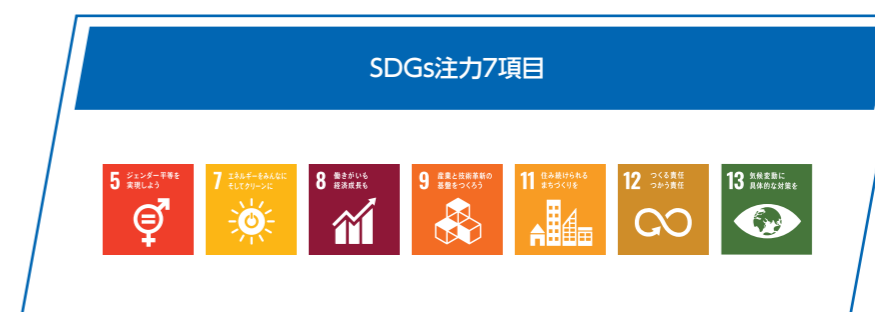 SDGs注力7項目
5 ジェンダー平等を
実現しよう
7 エネルギーをみんなに
そしてクリーンに
8 働きがいも
経済成長も
9 産業と技術革新の
基盤をつくろう
11 住み続けられる
まちづくりを
12 つくる責任
つかう責任
13 気候変動に
具体的な対策を